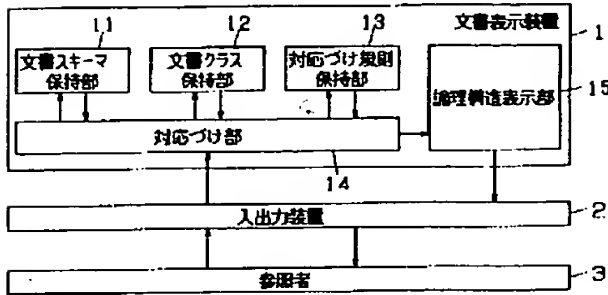 11
12
13
文書表示装置
1
文書スキーマ
保持部
文書クラス
保持部
対応づけ規則
保持部
論理構造表示部
15
対応づけ部
14
入出力装置
2
参照者
3